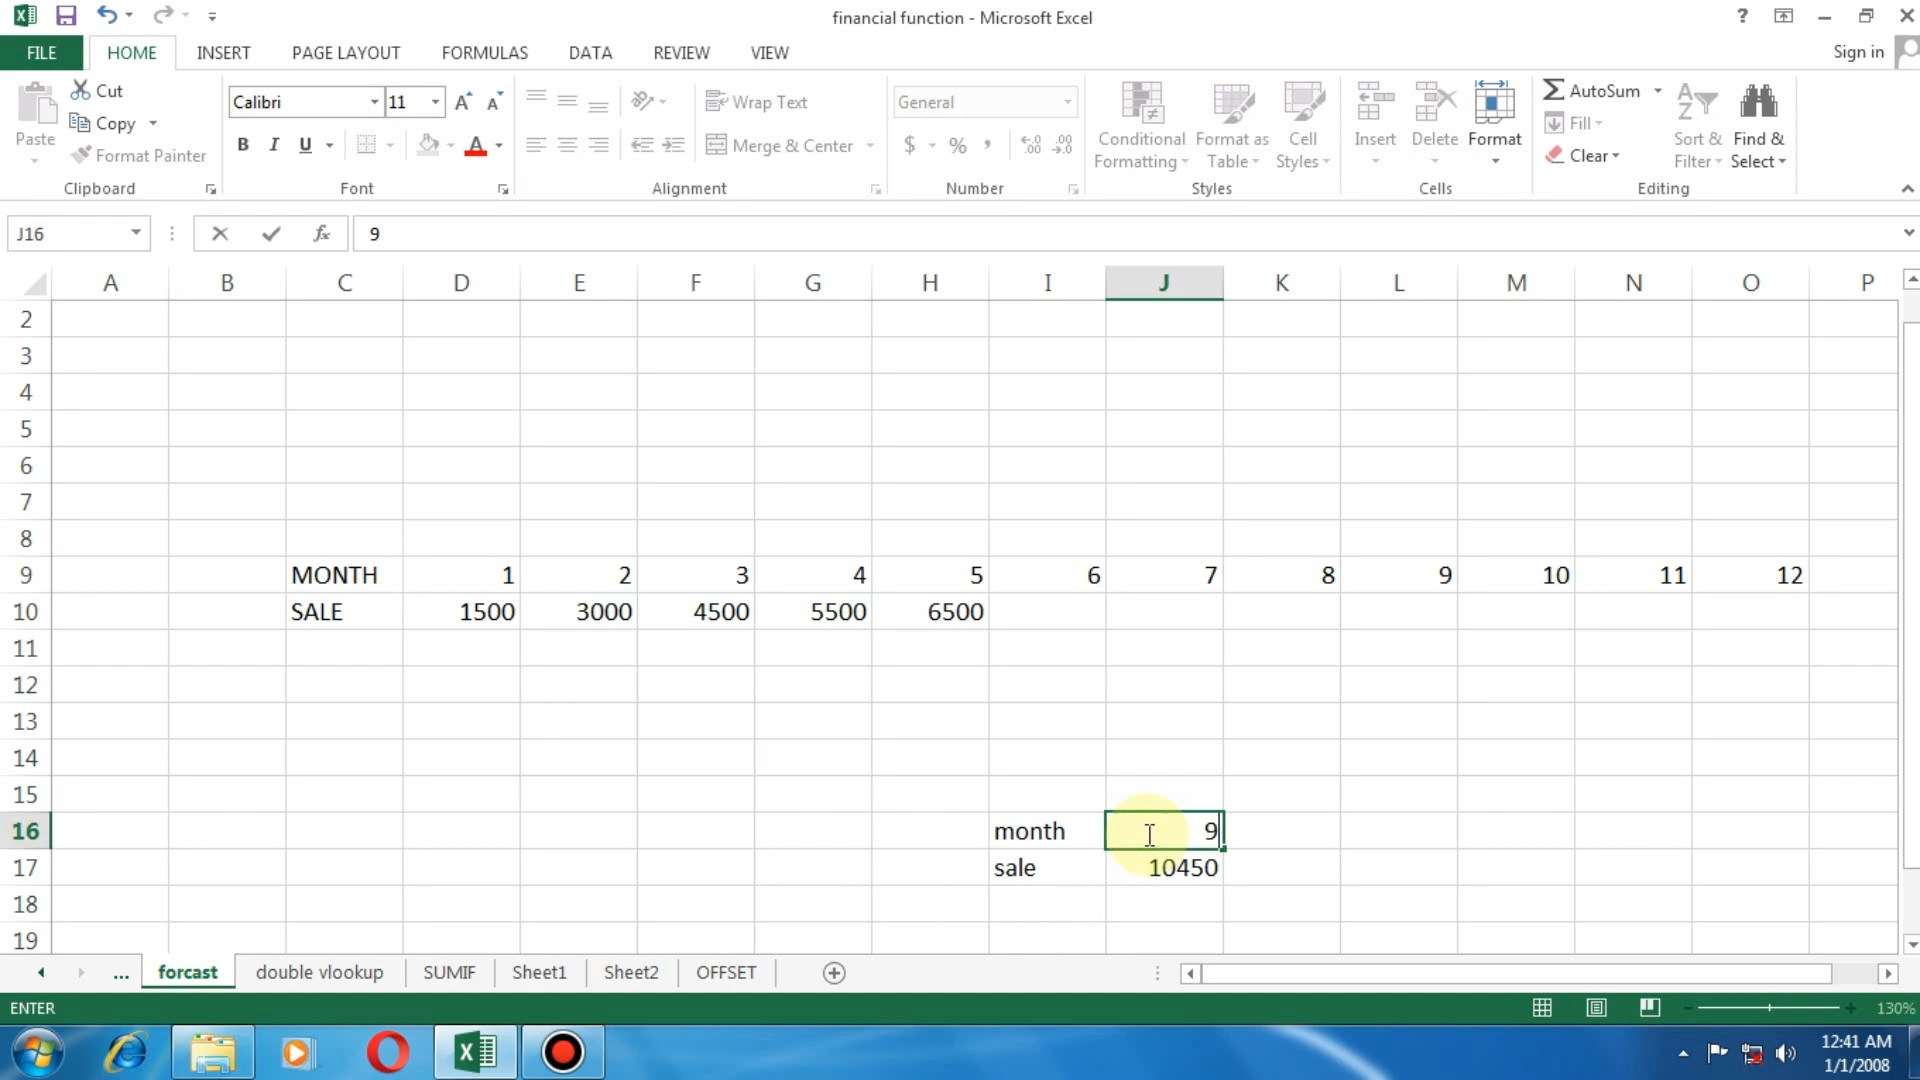 financial function - Microsoft Excel
FILE HOME INSERT PAGE LAYOUT FORMULAS DATA REVIEW VIEW Sign in
Paste Cut Copy Format Painter
Clipboard
Calibri 11
B I U A
Font
Wrap Text
Merge & Center
Alignment
General
$ % ,
Number
Conditional Formatting Format as Table Cell Styles
Styles
Insert Delete Format
Cells
AutoSum
Fill
Clear
Sort & Filter Find & Select
Editing
J16 fx 9
A B C D E F G H I J K L M N O P
2
3
4
5
6
7
8
9 MONTH 1 2 3 4 5 6 7 8 9 10 11 12
10 SALE 1500 3000 4500 5500 6500
11
12
13
14
15
16 month 9
17 sale 10450
18
19
... forcast double vlookup SUMIF Sheet1 Sheet2 OFFSET
ENTER 130%
12:41 AM
1/1/2008